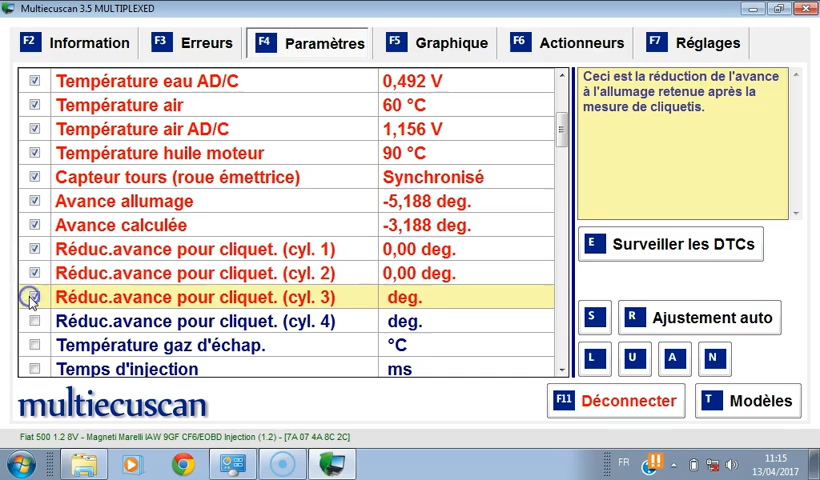 Multiecuscan 3.5 MULTIPLEXED
F2 Information
F3 Erreurs
F4 Paramètres
F5 Graphique
F6 Actionneurs
F7 Réglages
Température eau AD/C 0,492 V
Température air 60 °C
Température air AD/C 1,156 V
Température huile moteur 90 °C
Capteur tours (roue émettrice) Synchronisé
Avance allumage -5,188 deg.
Avance calculée -3,188 deg.
Réduc.avance pour cliquet. (cyl. 1) 0,00 deg.
Réduc.avance pour cliquet. (cyl. 2) 0,00 deg.
Réduc.avance pour cliquet. (cyl. 3) deg.
Réduc.avance pour cliquet. (cyl. 4) deg.
Température gaz d'échap. °C
Temps d'injection ms
Ceci est la réduction de l'avance
à l'allumage retenue après la
mesure de cliquetis.
E Surveiller les DTCs
S R Ajustement auto
L U A N
multiecuscan
F11 Déconnecter
T Modèles
Fiat 500 1.2 8V - Magneti Marelli IAW 9GF CF6/EOBD Injection (1.2) - [7A 07 4A 8C 2C]
FR
11:15
13/04/2017